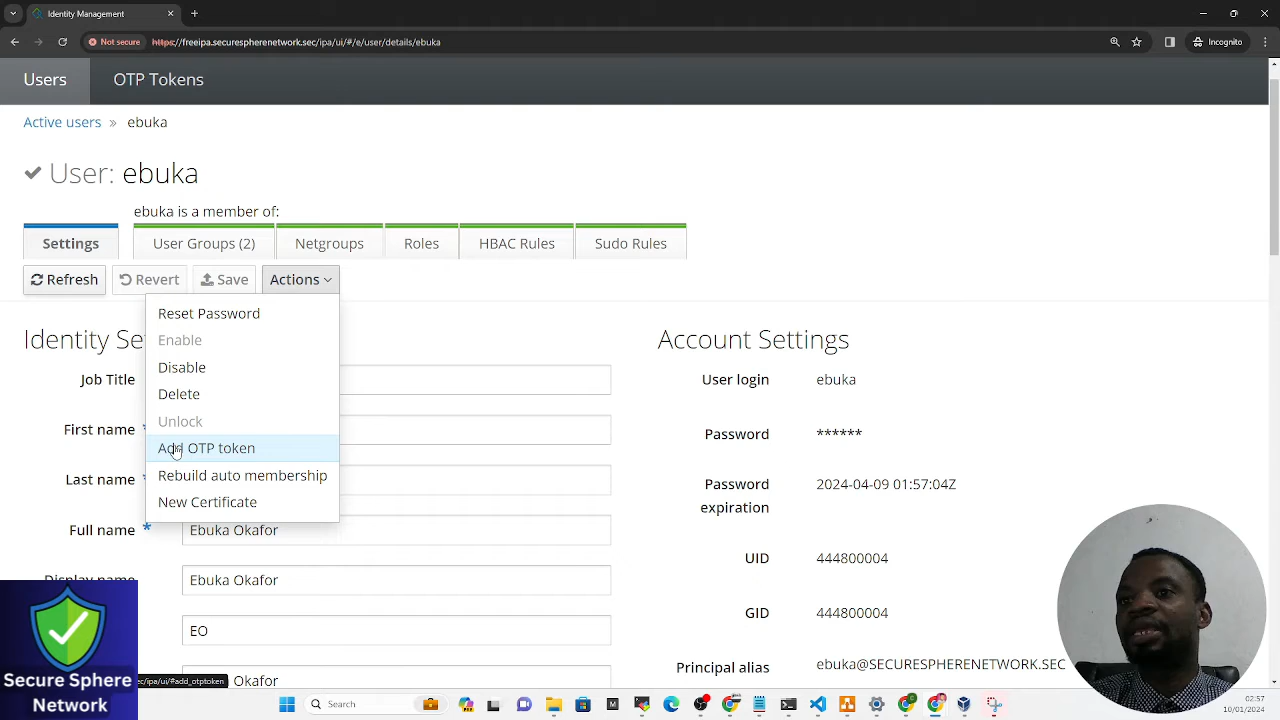 Identity Management
Not secure https://freeipa.securespherenetwork.sec/ipa/ui/#/e/user/details/ebuka
Incognito
Users OTP Tokens
Active users » ebuka
User: ebuka
ebuka is a member of:
Settings User Groups (2) Netgroups Roles HBAC Rules Sudo Rules
Refresh Revert Save Actions
Reset Password
Enable
Disable
Delete
Unlock
Add OTP token
Rebuild auto membership
New Certificate
Identity Se
Job Title
First name *
Last name *
Full name * Ebuka Okafor
Display name Ebuka Okafor
EO
Okafor
Account Settings
User login ebuka
Password ******
Password expiration 2024-04-09 01:57:04Z
UID 444800004
GID 444800004
Principal alias ebuka@SECURESPHERENETWORK.SEC
Secure Sphere
Network
Search
02:57
10/01/2024